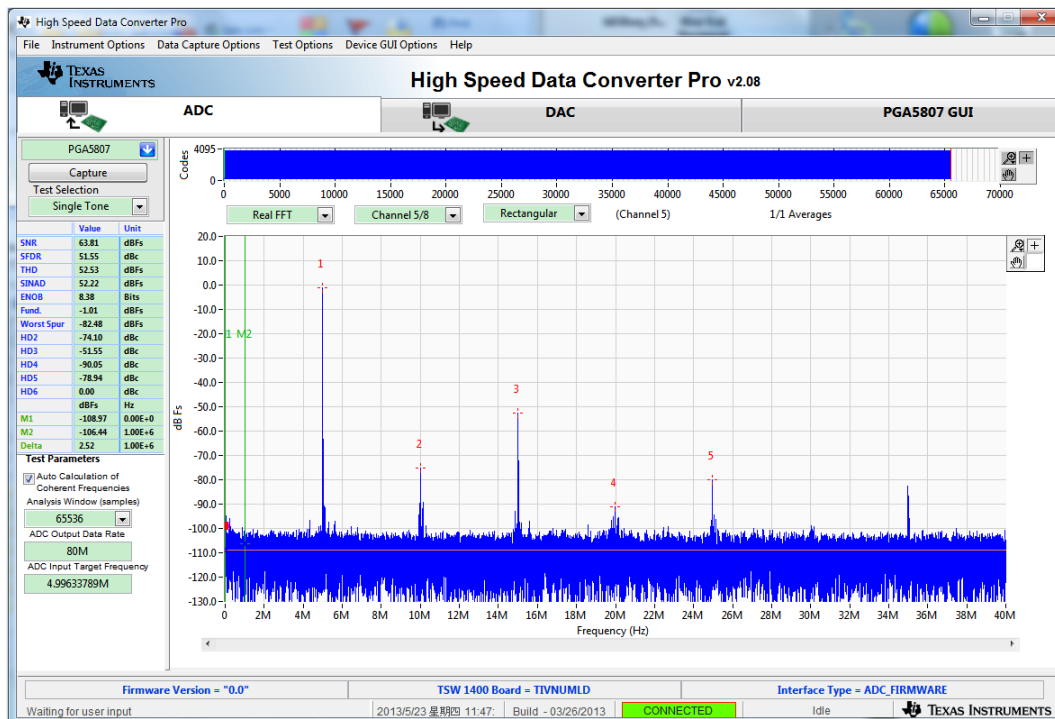 High Speed Data Converter Pro
File Instrument Options Data Capture Options Test Options Device GUI Options Help
TEXAS INSTRUMENTS
High Speed Data Converter Pro v2.08
ADC DAC PGA5807 GUI
PGA5807
Capture
Test Selection
Single Tone
Value Unit
SNR 63.81 dBFs
SFDR 51.55 dBc
THD 52.53 dBFs
SINAD 52.22 dBFs
ENOB 8.38 Bits
Fund. -1.01 dBFs
Worst Spur -82.48 dBFs
HD2 -74.10 dBc
HD3 -51.55 dBc
HD4 -90.05 dBc
HD5 -78.94 dBc
HD6 0.00 dBc
dBFs Hz
M1 -108.97 0.00E+0
M2 -106.44 1.00E+6
Delta 2.52 1.00E+6
Test Parameters
Auto Calculation of
Coherent Frequencies
Analysis Window (samples)
65536
ADC Output Data Rate
80M
ADC Input Target Frequency
4.99633789M
Codes
4095
0
0 5000 10000 15000 20000 25000 30000 35000 40000 45000 50000 55000 60000 65000 70000
Real FFT Channel 5/8 Rectangular (Channel 5) 1/1 Averages
dB Fs
20.0
10.0
0.0
-10.0
-20.0
-30.0
-40.0
-50.0
-60.0
-70.0
-80.0
-90.0
-100.0
-110.0
-120.0
-130.0
1 M2
1
2
3
4
5
0 2M 4M 6M 8M 10M 12M 14M 16M 18M 20M 22M 24M 26M 28M 30M 32M 34M 36M 38M 40M
Frequency (Hz)
Firmware Version = "0.0" TSW 1400 Board = TIVNUMLD Interface Type = ADC_FIRMWARE
Waiting for user input 2013/5/23 星期四 11:47: Build - 03/26/2013 CONNECTED Idle TEXAS INSTRUMENTS